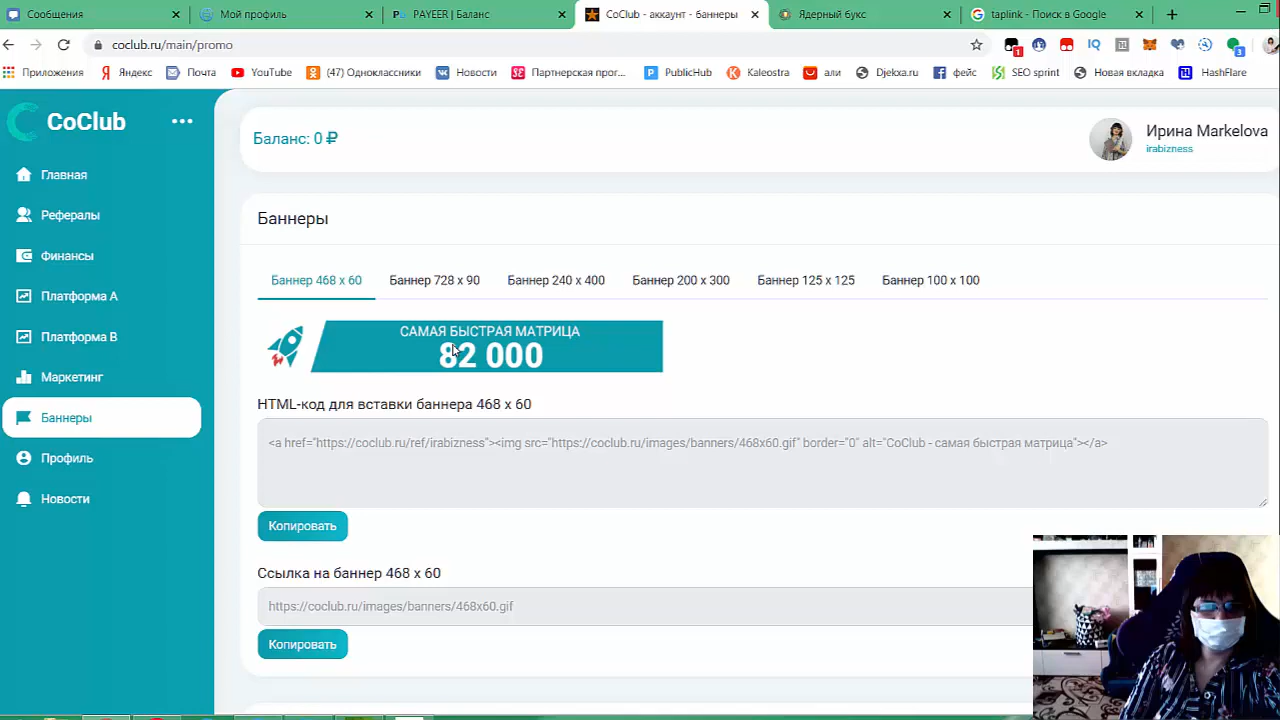 Сообщения
Мой профиль
PAYEER | Баланс
CoClub - аккаунт - баннеры
Ядерный букс
taplink - Поиск в Google
coclub.ru/main/promo
Приложения
Яндекс
Почта
YouTube
(47) Одноклассники
Новости
Партнерская прог...
PublicHub
Kaleostra
али
Djekxa.ru
фейс
SEO sprint
Новая вкладка
HashFlare
CoClub
Баланс: 0 ₽
Ирина Markelova
irabizness
Главная
Рефералы
Финансы
Платформа A
Платформа B
Маркетинг
Баннеры
Профиль
Новости
Баннеры
Баннер 468 x 60
Баннер 728 x 90
Баннер 240 x 400
Баннер 200 x 300
Баннер 125 x 125
Баннер 100 x 100
САМАЯ БЫСТРАЯ МАТРИЦА
82 000
HTML-код для вставки баннера 468 x 60
<a href="https://coclub.ru/ref/irabizness"><img src="https://coclub.ru/images/banners/468x60.gif" border="0" alt="CoClub - самая быстрая матрица"></a>
Копировать
Ссылка на баннер 468 x 60
https://coclub.ru/images/banners/468x60.gif
Копировать